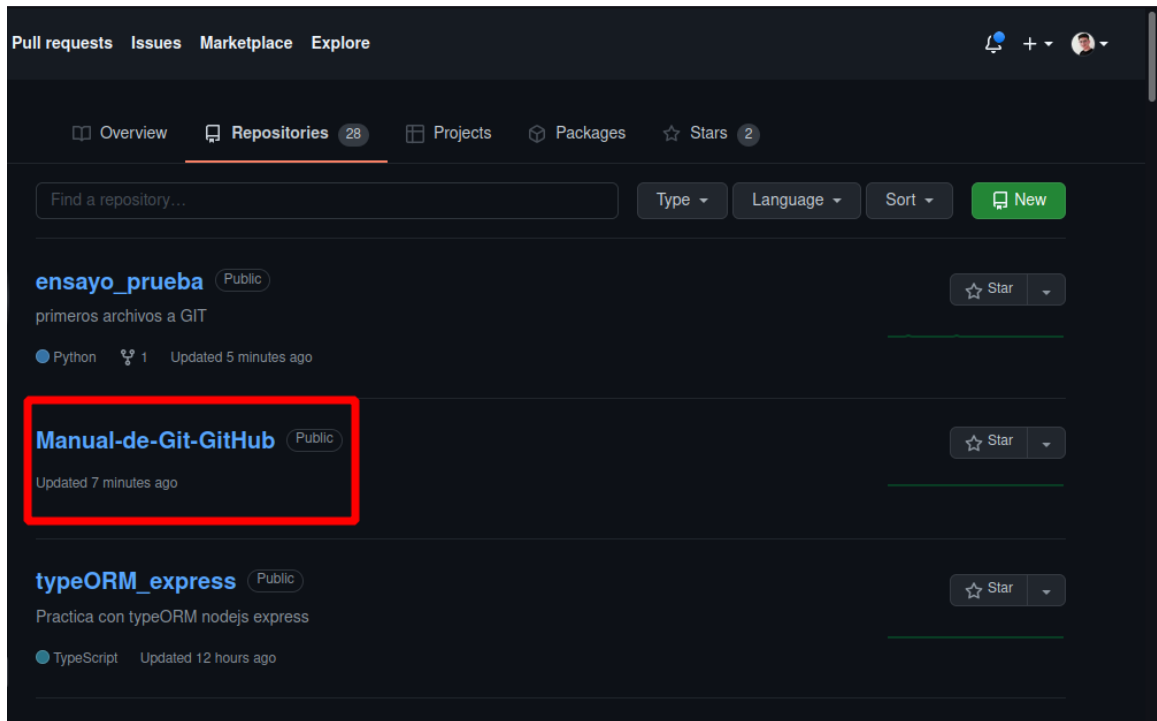 Pull requests Issues Marketplace Explore
Overview Repositories 28 Projects Packages Stars 2
Find a repository… Type Language Sort New
ensayo_prueba Public Star
primeros archivos a GIT
Python 1 Updated 5 minutes ago
Manual-de-Git-GitHub Public Star
Updated 7 minutes ago
typeORM_express Public Star
Practica con typeORM nodejs express
TypeScript Updated 12 hours ago